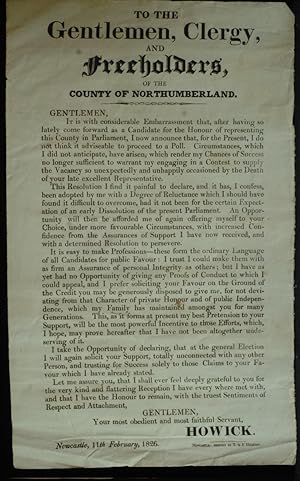 TO THE
Gentlemen, Clergy,
AND
Freeholders,
OF THE
COUNTY OF NORTHUMBERLAND.
GENTLEMEN,
It is with considerable Embarrassment that, after having so
lately come forward as a Candidate for the Honour of representing
this County in Parliament, I now announce that, for the Present, I do
not think it adviseable to proceed to a Poll. Circumstances, which
I did not anticipate, have arisen, which render my Chances of Success
no longer sufficient to warrant my engaging in a Contest to supply
the Vacancy so unexpectedly and unhappily occasioned by the Death
of your late excellent Representative.
This Resolution I find it painful to declare, and it has, I confess,
been adopted by me with a Degree of Reluctance which I should have
found it difficult to overcome, had it not been for the certain Expect-
ation of an early Dissolution of the present Parliament. An Oppor-
tunity will then be afforded me of again offering myself to your
Choice, under more favourable Circumstances, with increased Con-
fidence from the Assurances of Support I have now received, and
with a determined Resolution to persevere.
It is easy to make Professions—these form the ordinary Language
of all Candidates for public Favour: I trust I could make them with
as firm an Assurance of personal Integrity as others; but I have as
yet had no Opportunity of giving any Proofs of Conduct to which I
could appeal, and I prefer soliciting your Favour on the Ground of
the Credit you may be generously disposed to give me, for not devi-
ating from that Character of private Honour and of public Indepen-
dence, which my Family has maintained amongst you for many
Generations. This, as it forms at present my best Pretension to your
Support, will be the most powerful Incentive to those Efforts, which,
I hope, may prove hereafter that I have not been altogether unde-
serving of it.
I take the Opportunity of declaring, that at the general Election
I will again solicit your Support, totally unconnected with any other
Person, and trusting for Success solely to those Claims to your Fa-
vour which I have already stated.
Let me assure you, that I shall ever feel deeply grateful to you for
the very kind and flattering Reception I have every where met with,
and that I have the Honour to remain, with the truest Sentiments of
Respect and Attachment,
GENTLEMEN,
Your most obedient and most faithful Servant,
HOWICK.
Newcastle, 11th February, 1826.